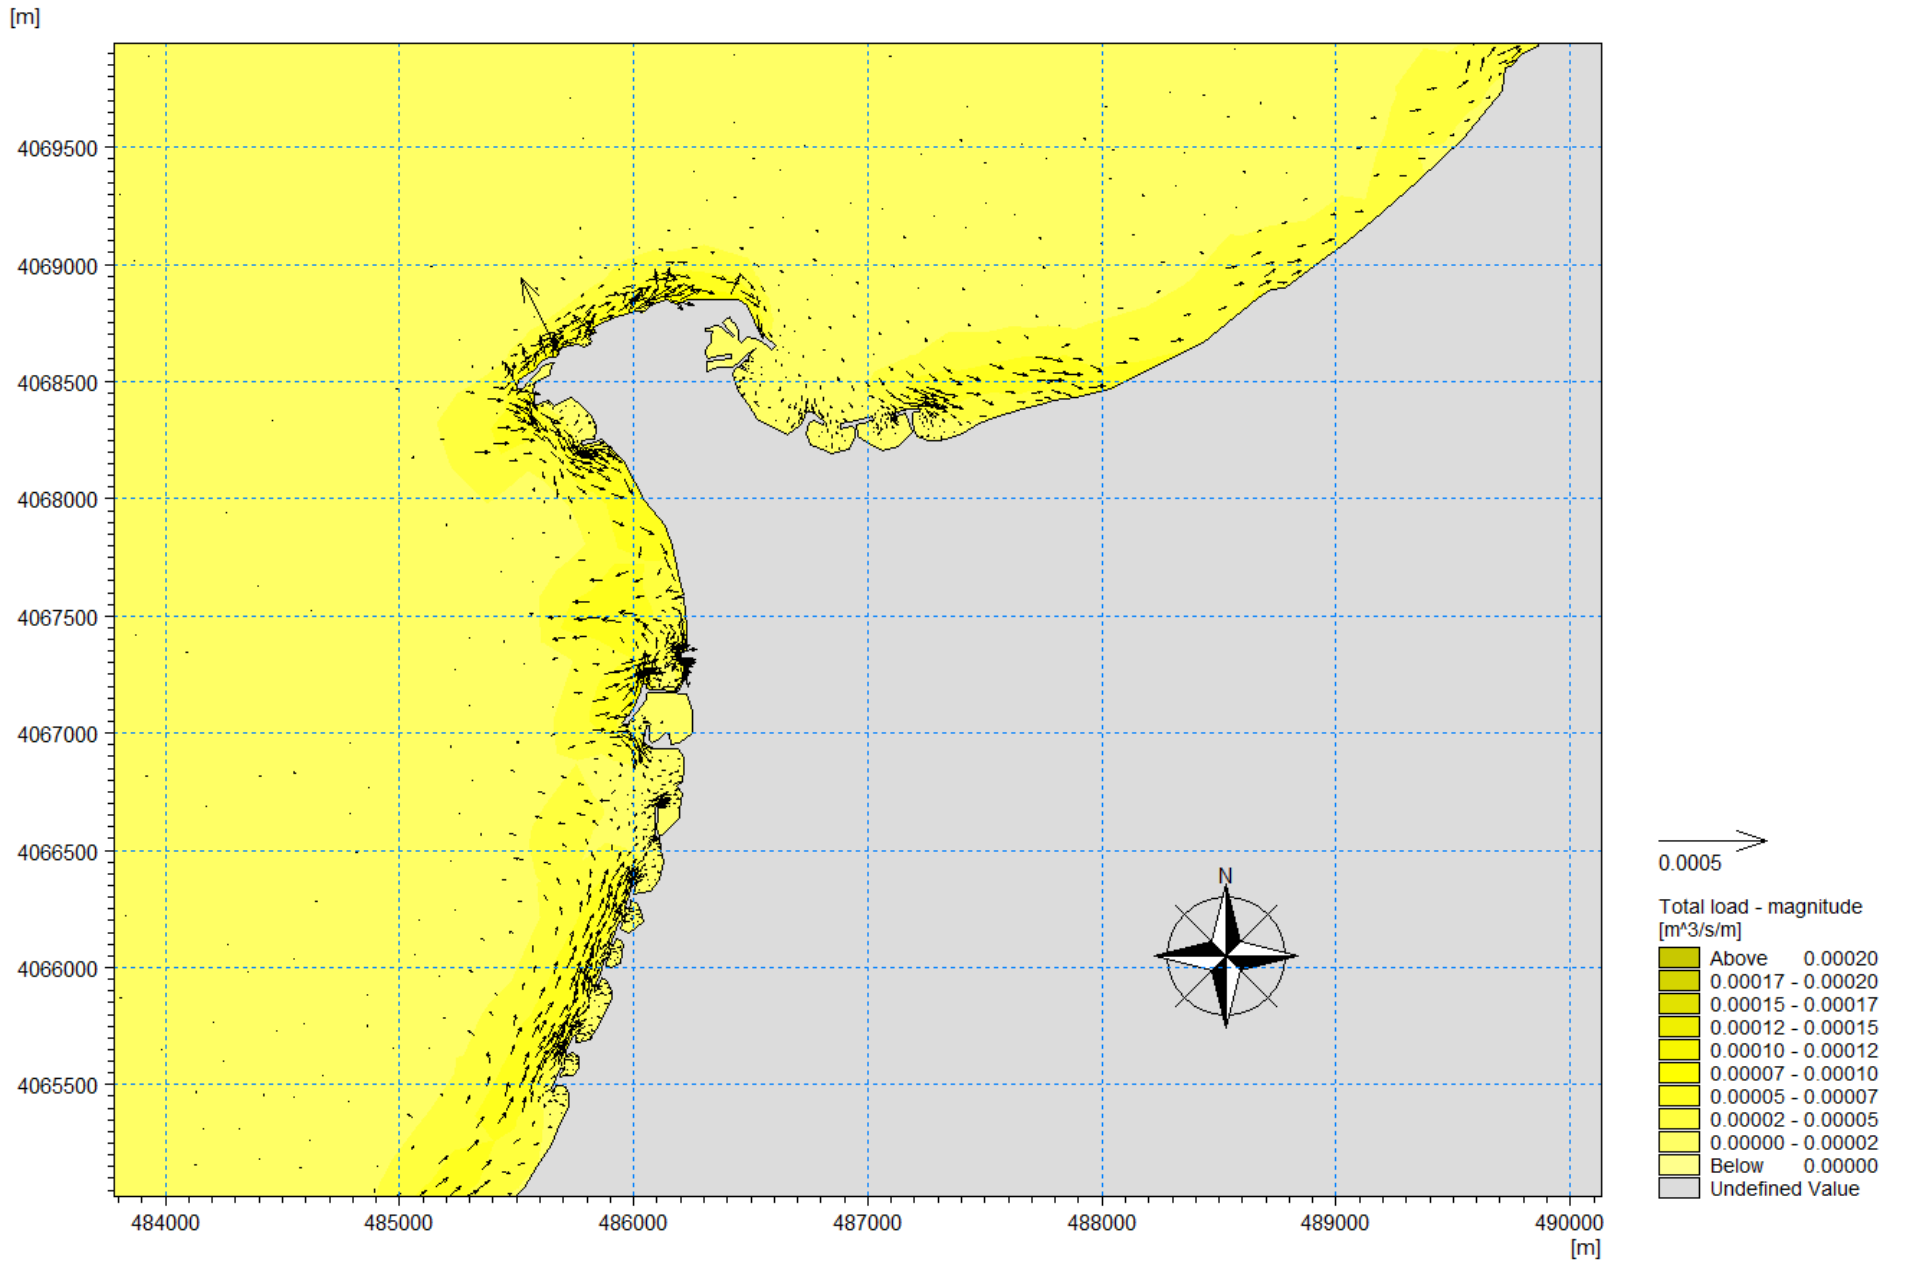 [m]
4069500
4069000
4068500
4068000
4067500
4067000
4066500
4066000
4065500
484000 485000 486000 487000 488000 489000 490000
[m]
N
0.0005
Total load - magnitude
[m^3/s/m]
Above 0.00020
0.00017 - 0.00020
0.00015 - 0.00017
0.00012 - 0.00015
0.00010 - 0.00012
0.00007 - 0.00010
0.00005 - 0.00007
0.00002 - 0.00005
0.00000 - 0.00002
Below 0.00000
Undefined Value